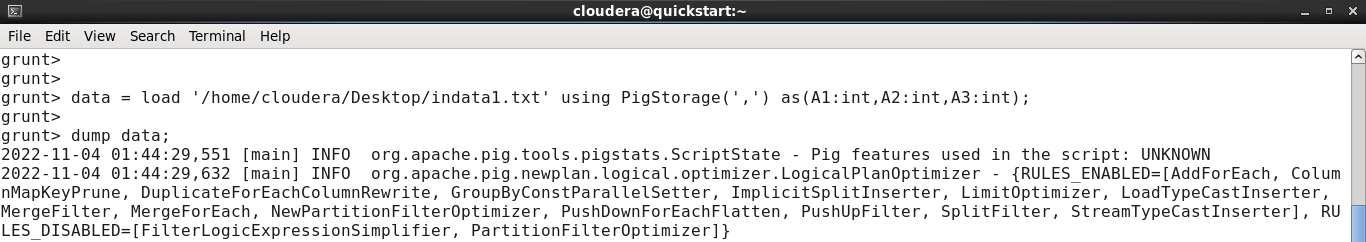 cloudera@quickstart:~
File Edit View Search Terminal Help
grunt>
grunt>
grunt> data = load '/home/cloudera/Desktop/indata1.txt' using PigStorage(',') as(A1:int,A2:int,A3:int);
grunt>
grunt> dump data;
2022-11-04 01:44:29,551 [main] INFO  org.apache.pig.tools.pigstats.ScriptState - Pig features used in the script: UNKNOWN
2022-11-04 01:44:29,632 [main] INFO  org.apache.pig.newplan.logical.optimizer.LogicalPlanOptimizer - {RULES_ENABLED=[AddForEach, Colum
nMapKeyPrune, DuplicateForEachColumnRewrite, GroupByConstParallelSetter, ImplicitSplitInserter, LimitOptimizer, LoadTypeCastInserter,
MergeFilter, MergeForEach, NewPartitionFilterOptimizer, PushDownForEachFlatten, PushUpFilter, SplitFilter, StreamTypeCastInserter], RU
LES_DISABLED=[FilterLogicExpressionSimplifier, PartitionFilterOptimizer]}